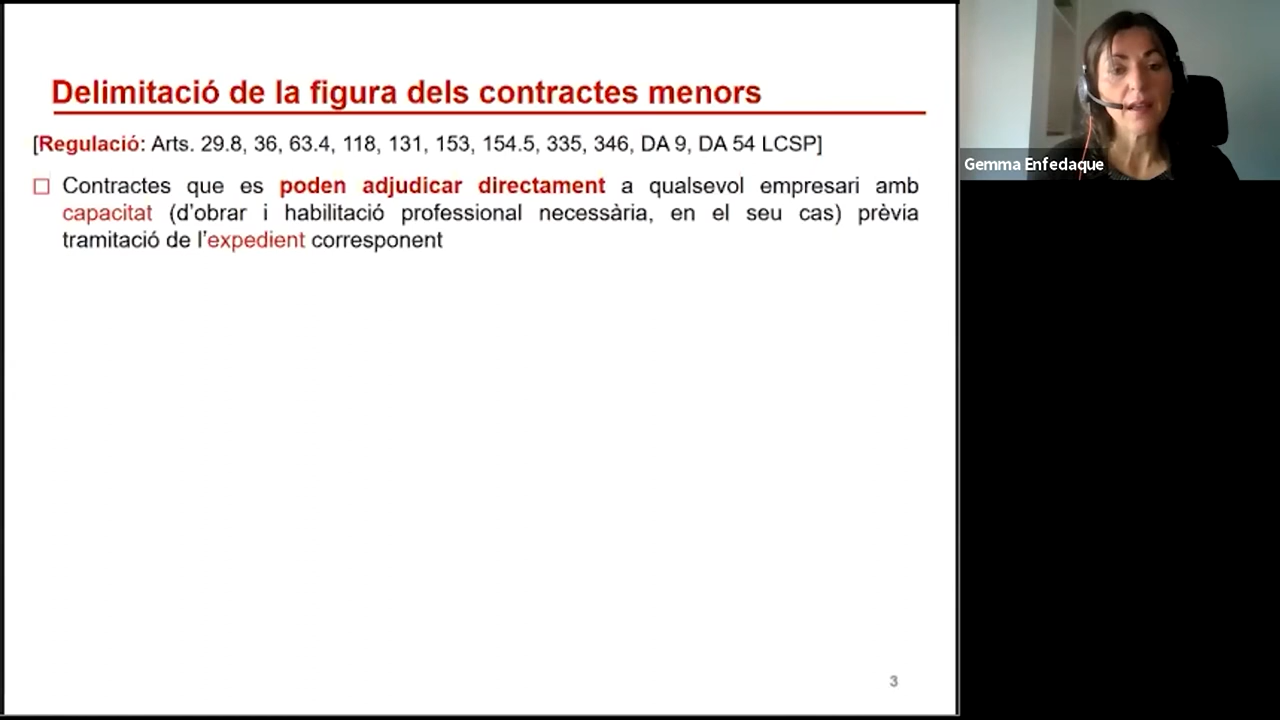 Delimitació de la figura dels contractes menors
[Regulació: Arts. 29.8, 36, 63.4, 118, 131, 153, 154.5, 335, 346, DA 9, DA 54 LCSP]
Contractes que es poden adjudicar directament a qualsevol empresari amb
capacitat (d’obrar i habilitació professional necessària, en el seu cas) prèvia
tramitació de l’expedient corresponent
3
Gemma Enfedaque